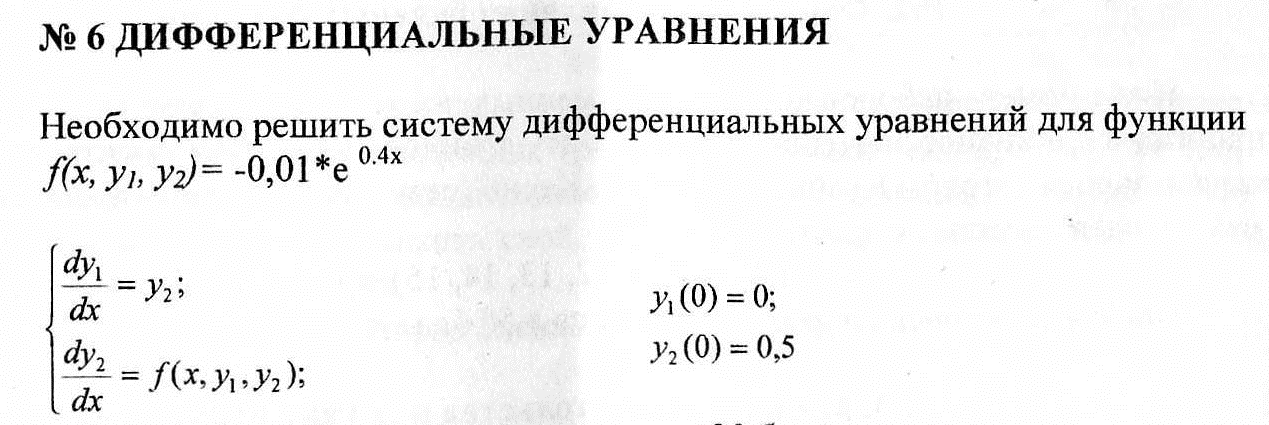 № 6 ДИФФЕРЕНЦИАЛЬНЫЕ УРАВНЕНИЯ
Необходимо решить систему дифференциальных уравнений для функции
f(x, y₁, y₂)= -0,01*e ^0.4x
{ dy₁/dx = y₂; y₁(0) = 0;
dy₂/dx = f(x, y₁, y₂); y₂(0) = 0,5